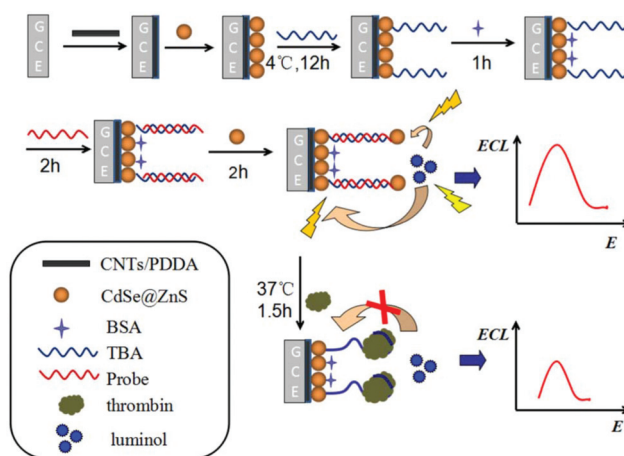 GCE
GCE
GCE
4℃,12h
GCE
1h
GCE
2h
GCE
2h
GCE
ECL
E
CNTs/PDDA
CdSe@ZnS
BSA
TBA
Probe
thrombin
luminol
37℃
1.5h
GCE
ECL
E